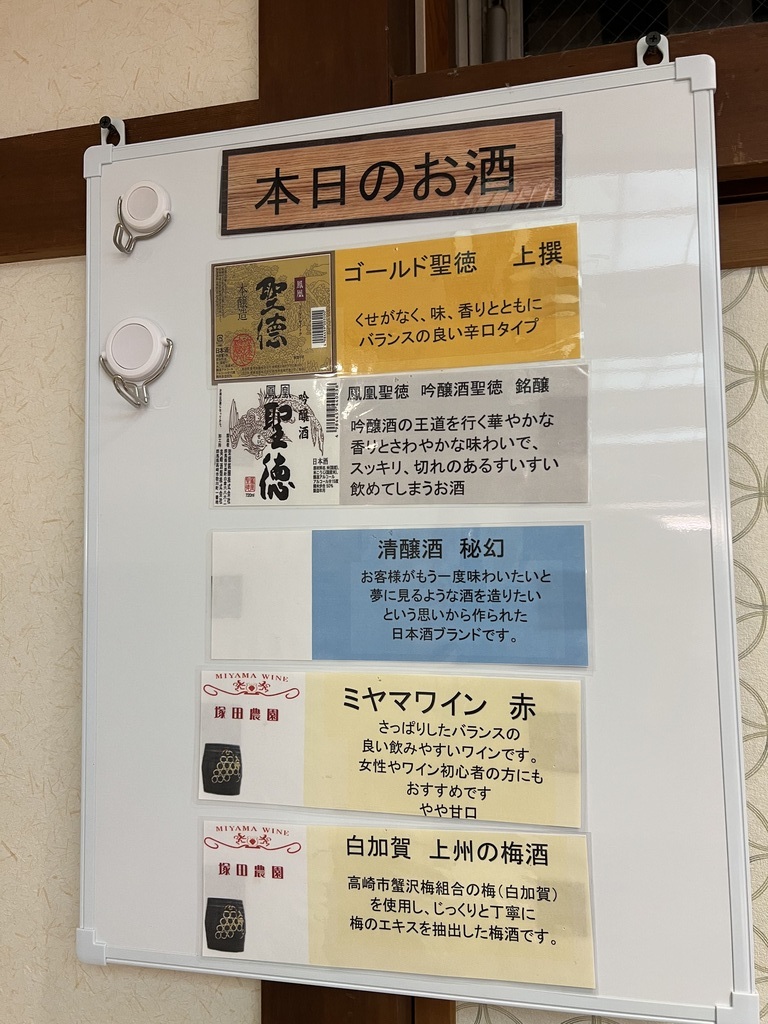 本日のお酒
鳳凰
聖徳
本醸造
日本酒
ゴールド聖徳 上撰
くせがなく、味、香りとともに
バランスの良い辛口タイプ
鳳凰
吟醸酒
聖徳
日本酒
720ml
鳳凰聖徳 吟醸酒聖徳 銘醸
吟醸酒の王道を行く華やかな
香りとさわやかな味わいで、
スッキリ、切れのあるすいすい
飲めてしまうお酒
清醸酒 秘幻
お客様がもう一度味わいたいと
夢に見るような酒を造りたい
という思いから作られた
日本酒ブランドです。
MIYAMA WINE
塚田農園
ミヤマワイン 赤
さっぱりしたバランスの
良い飲みやすいワインです。
女性やワイン初心者の方にも
おすすめです
やや甘口
MIYAMA WINE
塚田農園
白加賀 上州の梅酒
高崎市蟹沢梅組合の梅(白加賀)
を使用し、じっくりと丁寧に
梅のエキスを抽出した梅酒です。